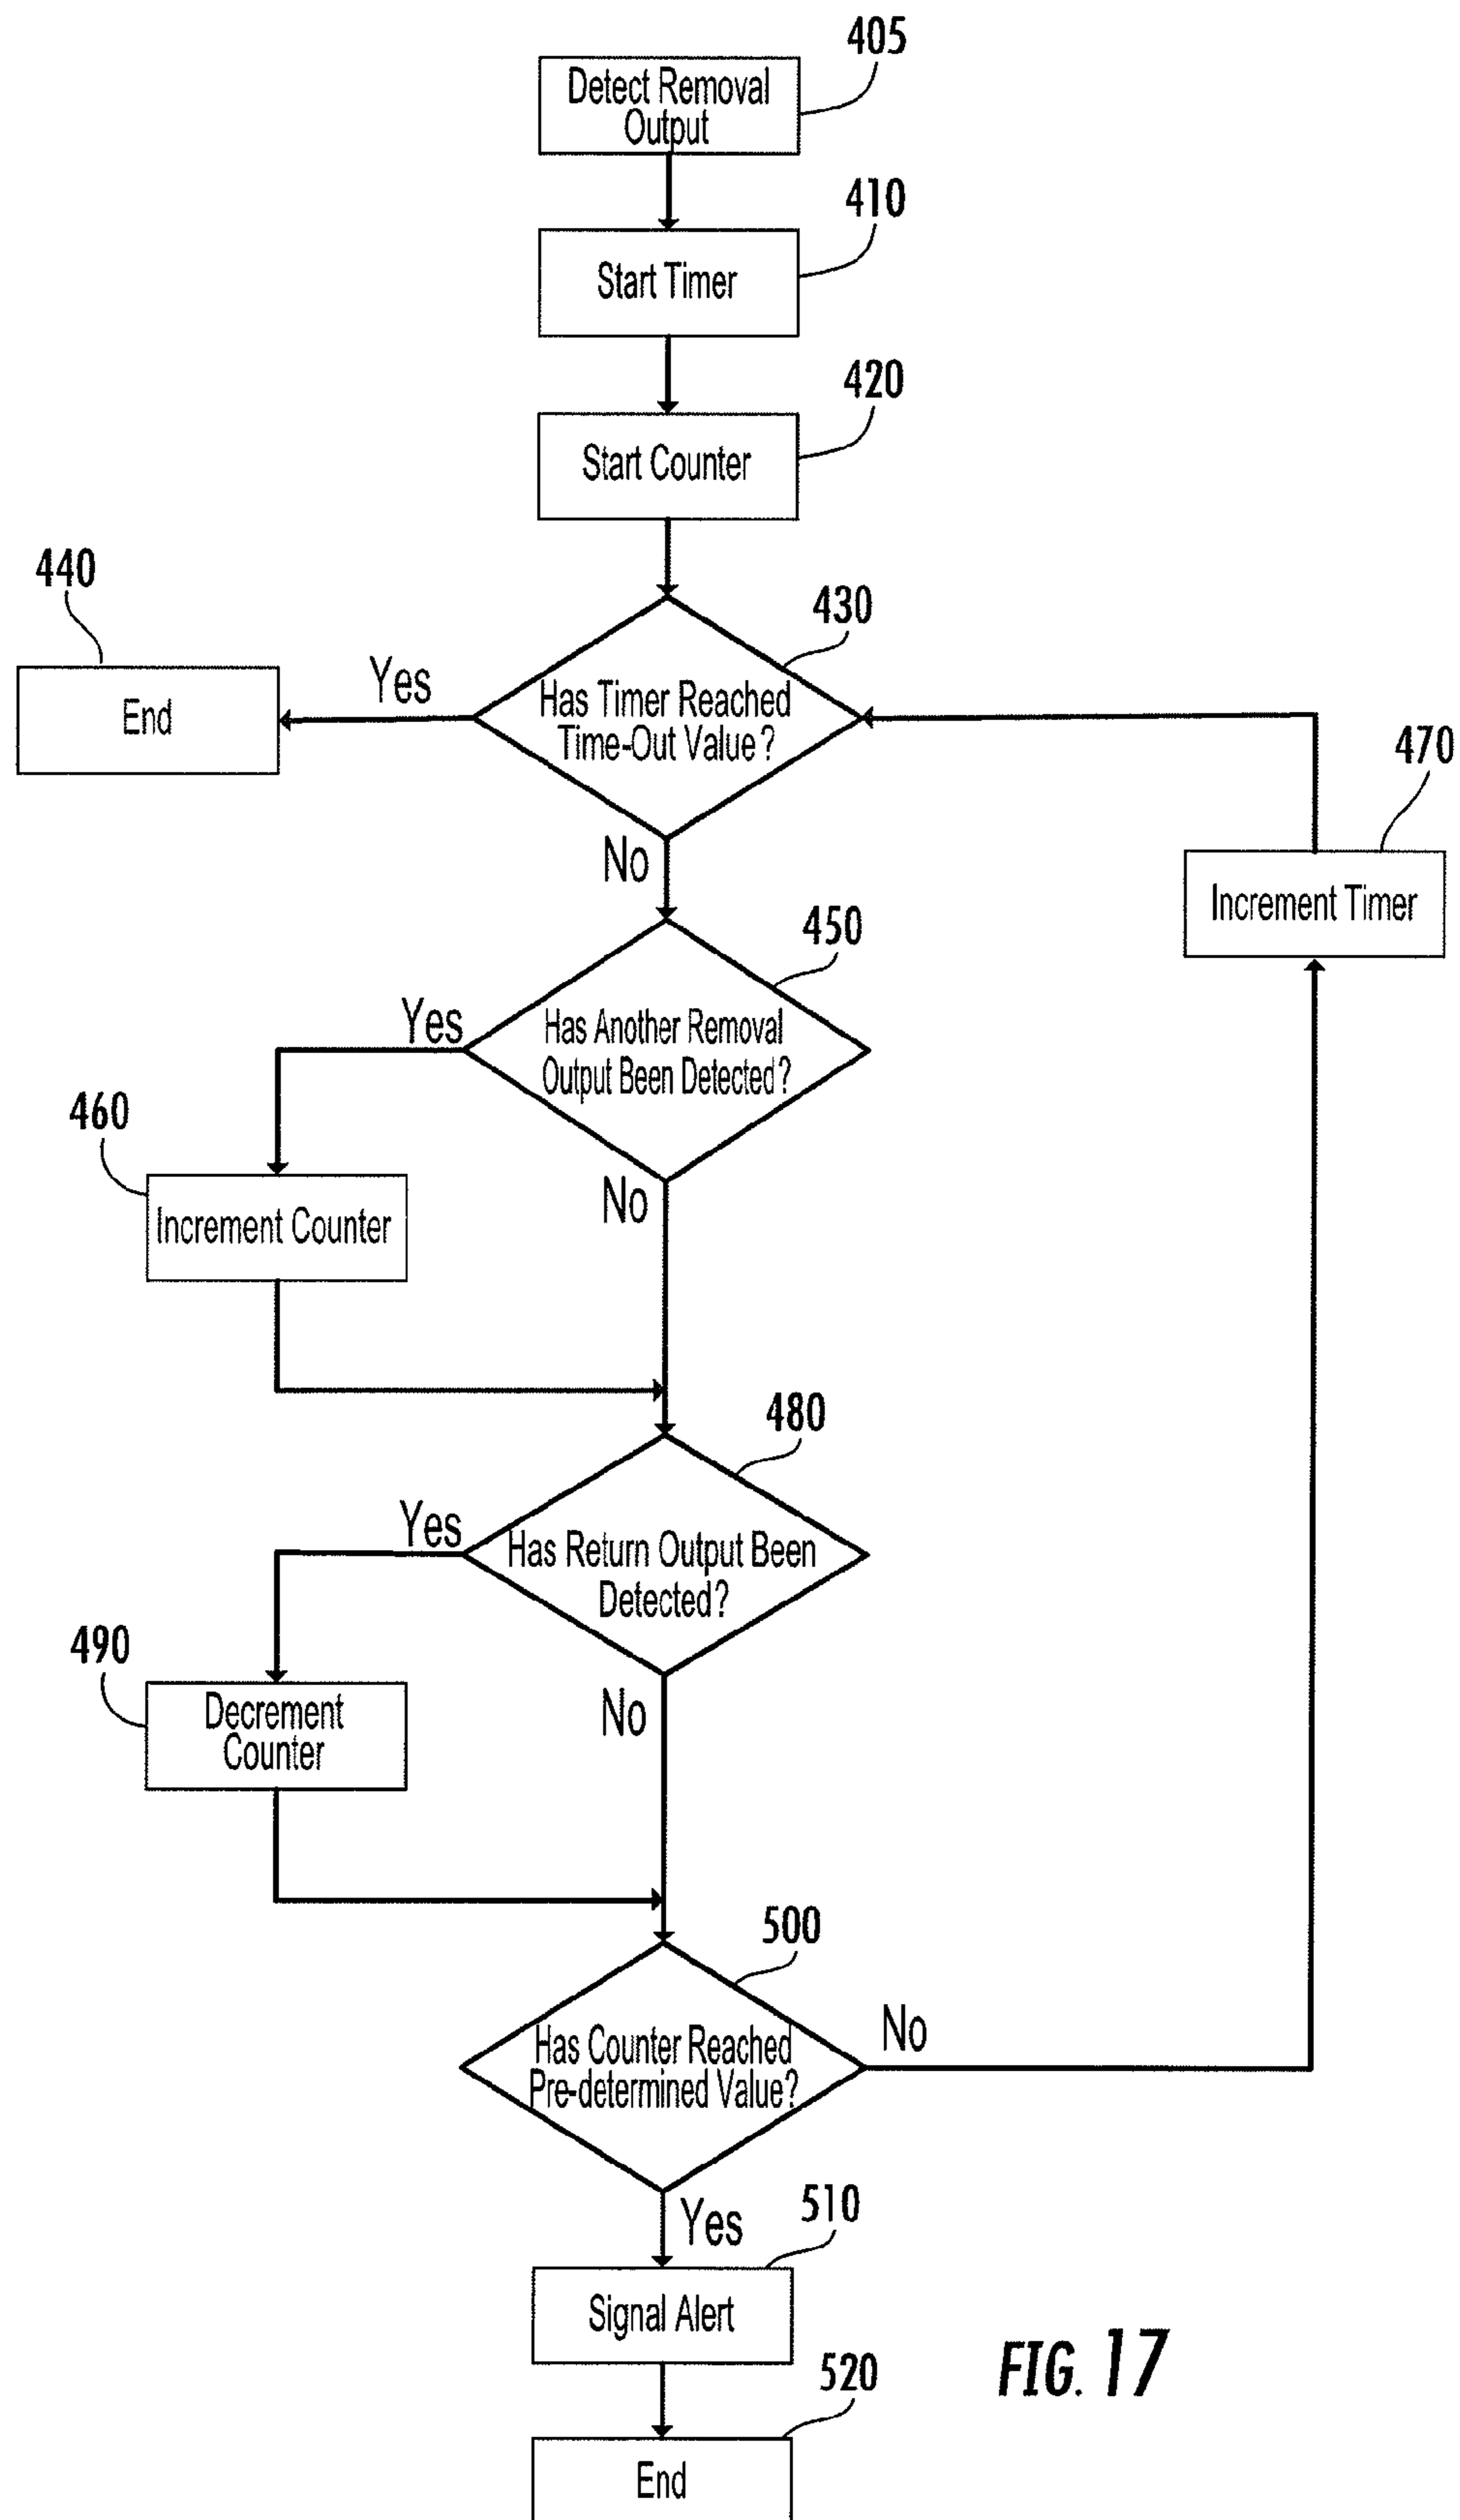 405
Detect Removal
Output
410
Start Timer
420
Start Counter
440
430
Yes
End
Has Timer Reached
Time-Out Value?
470
No
Increment Timer
450
Yes
Has Another Removal
Output Been Detected?
460
No
Increment Counter
480
Yes
Has Return Output Been
Detected?
490
No
Decrement
Counter
500
No
Has Counter Reached
Pre-determined Value?
510
Yes
Signal Alert
FIG. 17
520
End